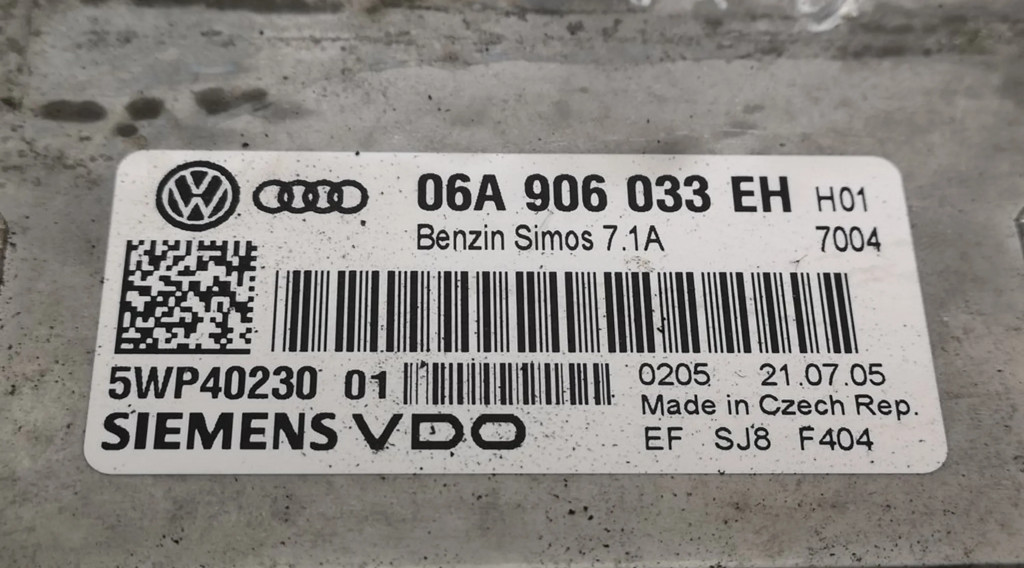 06A 906 033 EH H01
Benzin Simos 7.1A 7004
5WP40230 01 0205 21.07.05
Made in Czech Rep.
SIEMENS VDO EF SJ8 F404